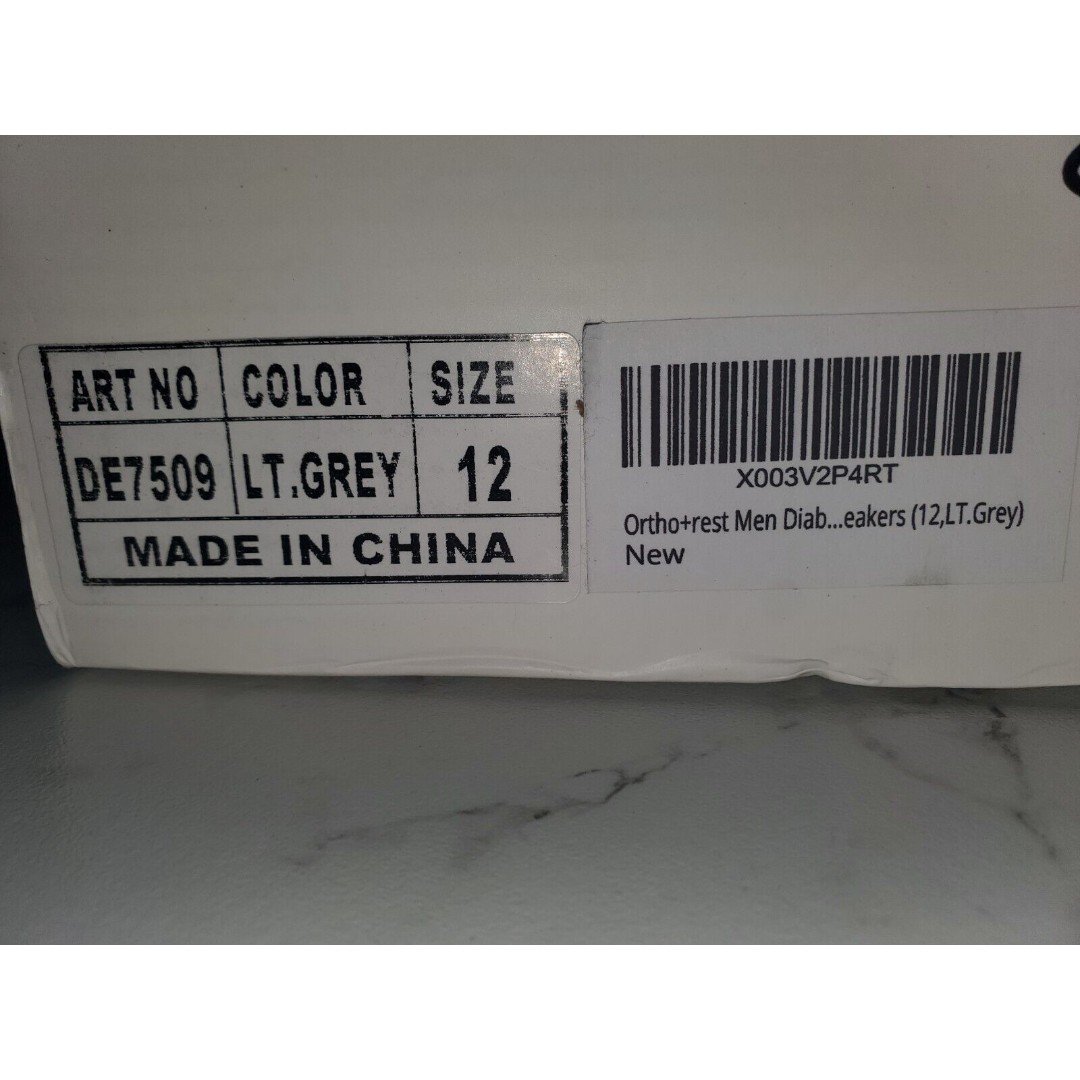 ART NO COLOR SIZE
DE7509 LT.GREY 12
MADE IN CHINA
X003V2P4RT
Ortho+rest Men Diab...eakers (12,LT.Grey)
New